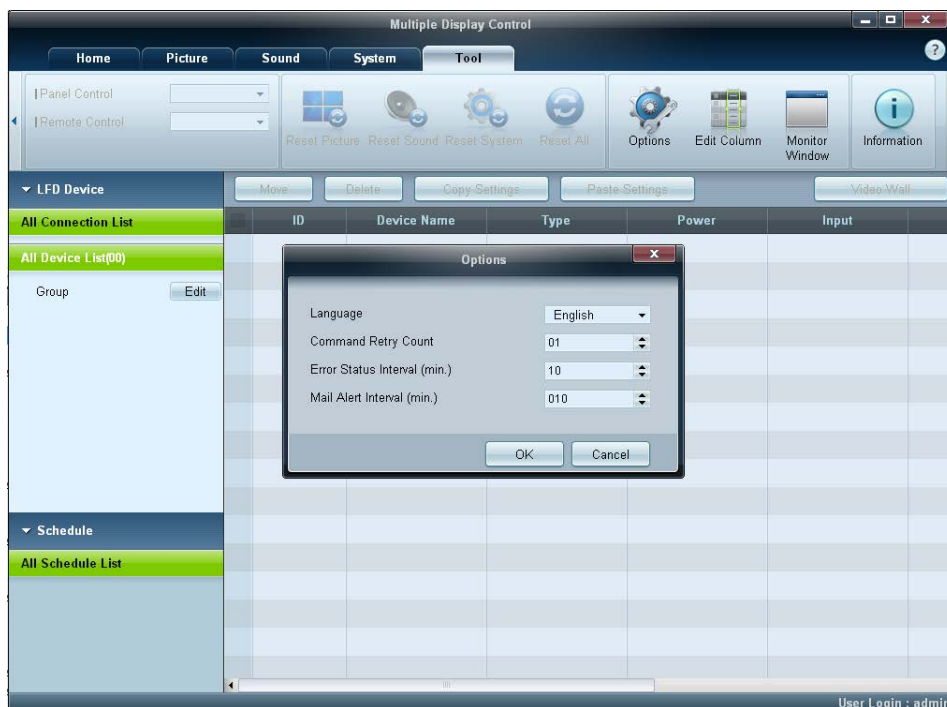 Multiple Display Control
Home Picture Sound System Tool
Panel Control
Remote Control
Reset Picture Reset Sound Reset System Reset All
Options Edit Column Monitor Window Information
LFD Device
Move Delete Copy Settings Paste Settings Video Wall
All Connection List
ID Device Name Type Power Input
All Device List(00)
Group Edit
Options
Language English
Command Retry Count 01
Error Status Interval (min.) 10
Mail Alert Interval (min.) 010
OK Cancel
Schedule
All Schedule List
User Login : admin